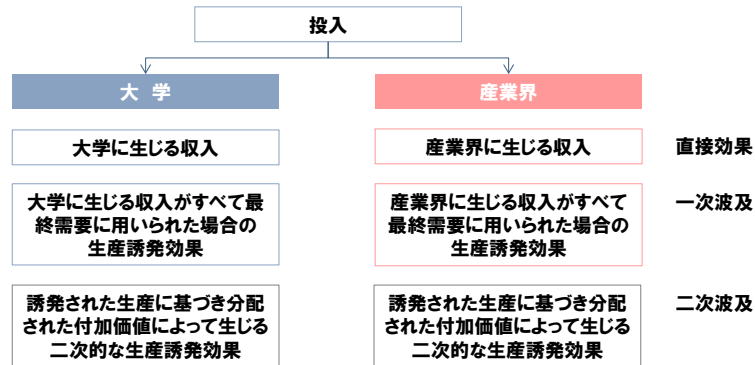 投入
大 学
産業界
大学に生じる収入
産業界に生じる収入
直接効果
大学に生じる収入がすべて最
終需要に用いられた場合の
生産誘発効果
産業界に生じる収入がすべて
最終需要に用いられた場合の
生産誘発効果
一次波及
誘発された生産に基づき分配
された付加価値によって生じる
二次的な生産誘発効果
誘発された生産に基づき分配
された付加価値によって生じる
二次的な生産誘発効果
二次波及